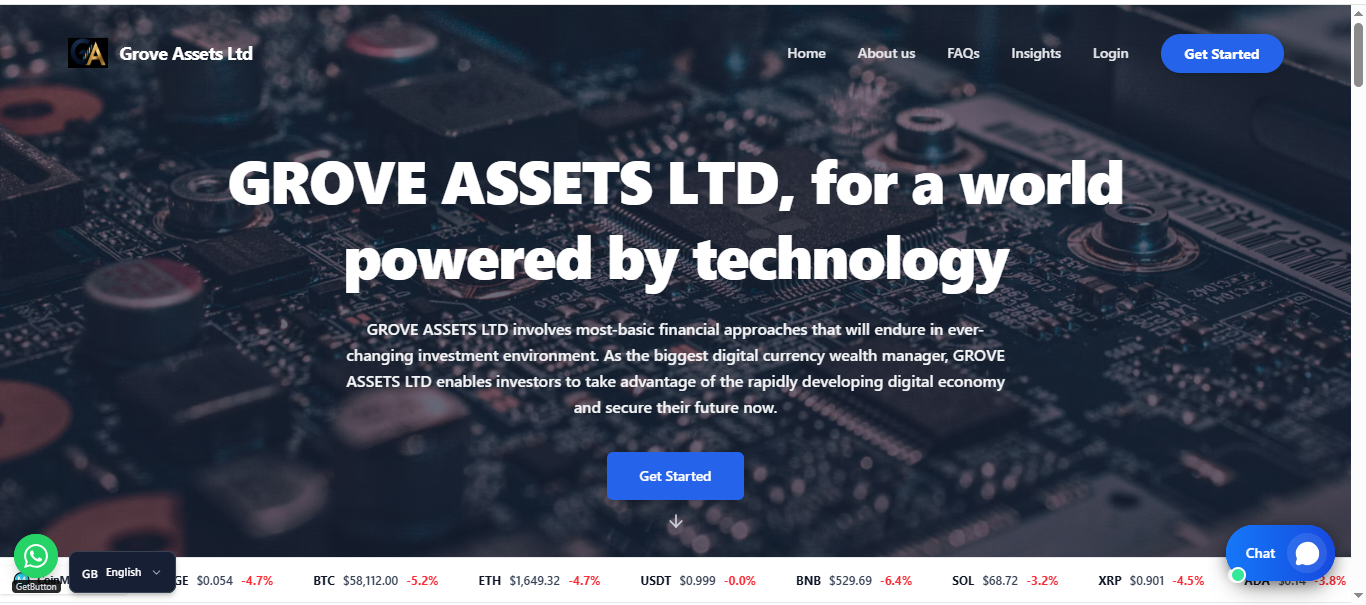 Grove Assets Ltd
Home About us FAQs Insights Login Get Started
GROVE ASSETS LTD, for a world
powered by technology
GROVE ASSETS LTD involves most-basic financial approaches that will endure in ever-
changing investment environment. As the biggest digital currency wealth manager, GROVE
ASSETS LTD enables investors to take advantage of the rapidly developing digital economy
and secure their future now.
Get Started
Chat
GB English
GetButton
$0.054 -4.7% BTC $58,112.00 -5.2% ETH $1,649.32 -4.7% USDT $0.999 -0.0% BNB $529.69 -6.4% SOL $68.72 -3.2% XRP $0.901 -4.5% ADA $0.14 -3.8%